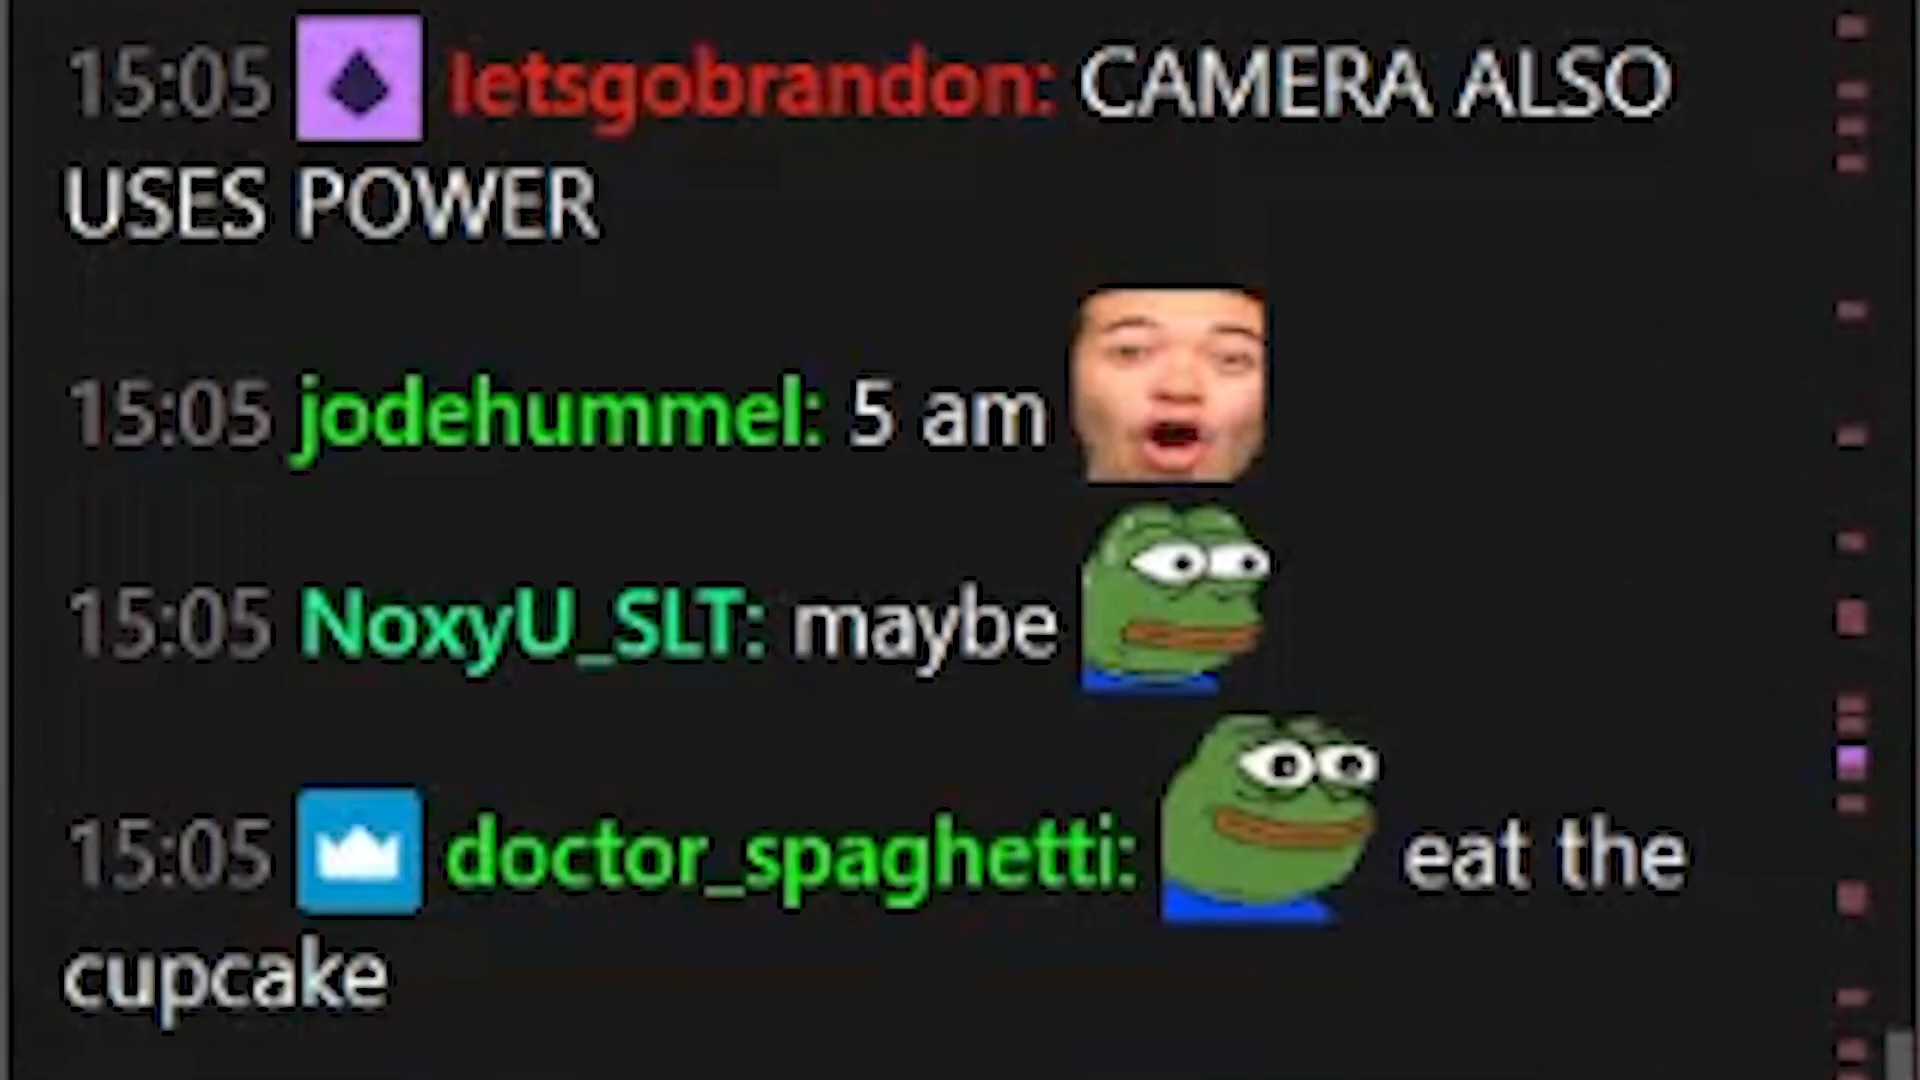 15:05 letsgobrandon: CAMERA ALSO
USES POWER
15:05 jodehummel: 5 am
15:05 NoxyU_SLT: maybe
15:05 doctor_spaghetti: eat the
cupcake